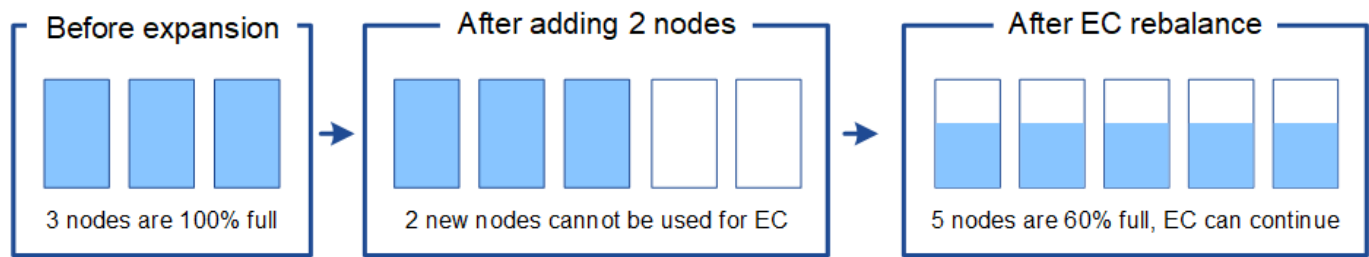 Before expansion
3 nodes are 100% full
After adding 2 nodes
2 new nodes cannot be used for EC
After EC rebalance
5 nodes are 60% full, EC can continue